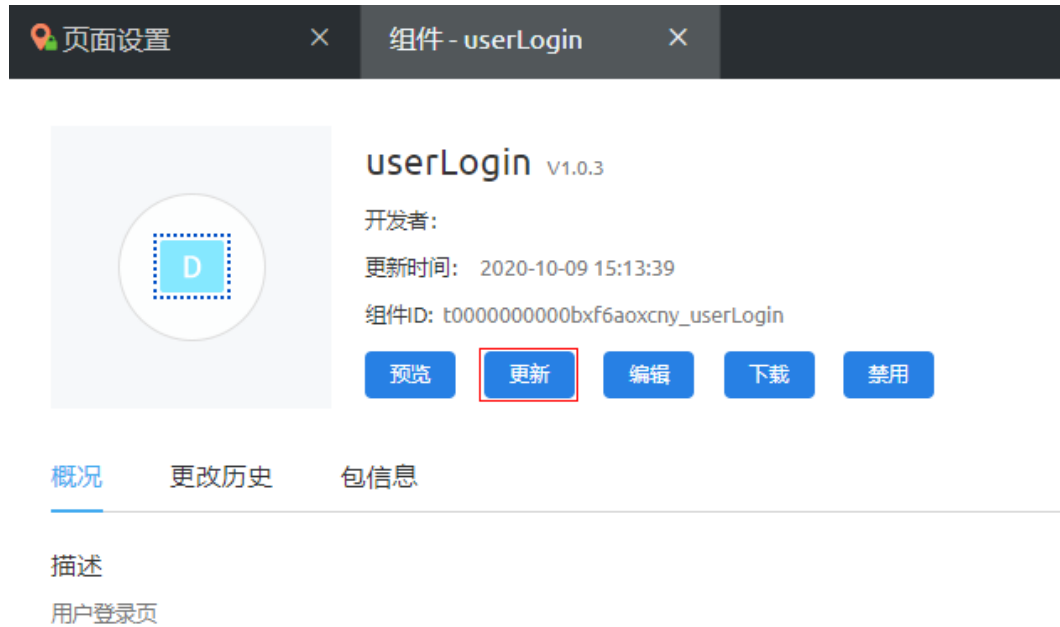 页面设置 × 组件 - userLogin ×
userLogin V1.0.3
开发者:
D
更新时间: 2020-10-09 15:13:39
组件ID: t0000000000bxf6aoxcny_userLogin
预览 更新 编辑 下载 禁用
概况 更改历史 包信息
描述
用户登录页